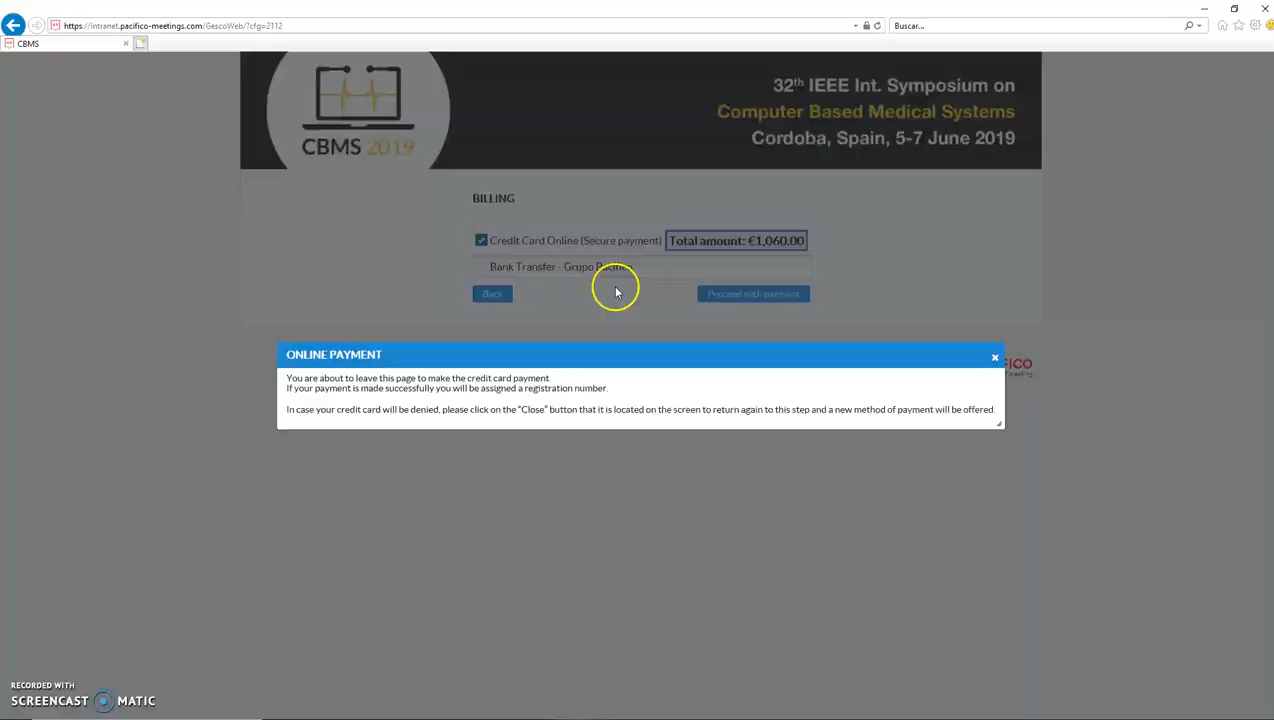 https://intranet.pacifico-meetings.com/GescoWeb/?cfg=2112
Buscar...
CBMS
32th IEEE Int. Symposium on
Computer Based Medical Systems
Cordoba, Spain, 5-7 June 2019
CBMS 2019
BILLING
Credit Card Online (Secure payment) Total amount: €1,060.00
Bank Transfer - Grupo Pacifico
Back
Proceed with payment
ONLINE PAYMENT
You are about to leave this page to make the credit card payment.
If your payment is made successfully you will be assigned a registration number.
In case your credit card will be denied, please click on the “Close” button that it is located on the screen to return again to this step and a new method of payment will be offered.
RECORDED WITH
SCREENCAST MATIC